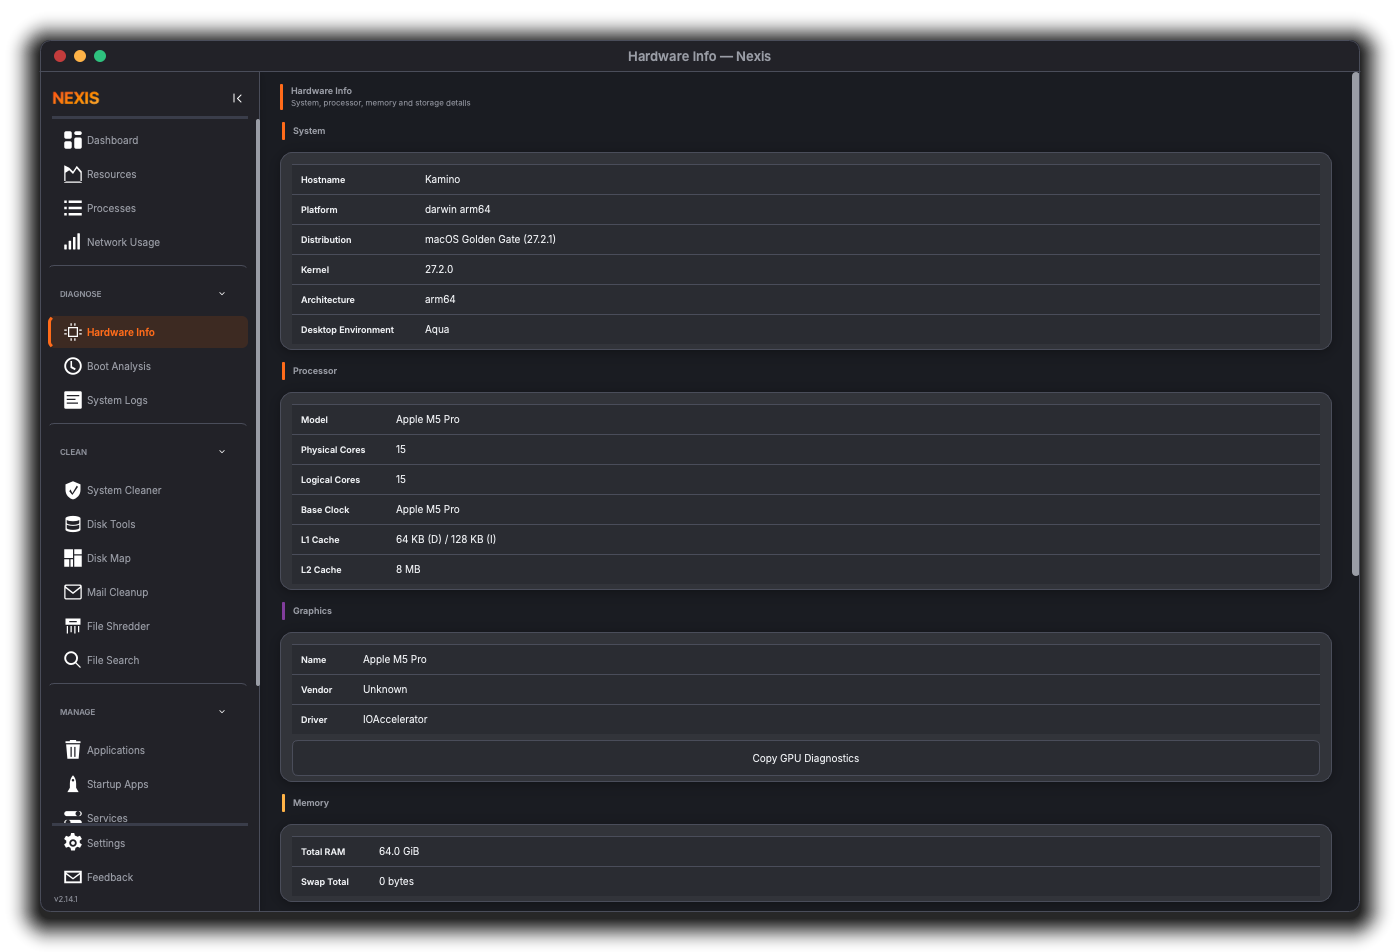 Hardware Info — Nexis
NEXIS
Dashboard
Resources
Processes
Network Usage
DIAGNOSE
Hardware Info
Boot Analysis
System Logs
CLEAN
System Cleaner
Disk Tools
Disk Map
Mail Cleanup
File Shredder
File Search
MANAGE
Applications
Startup Apps
Services
Settings
Feedback
v2.14.1
Hardware Info
System, processor, memory and storage details
System
Hostname Kamino
Platform darwin arm64
Distribution macOS Golden Gate (27.2.1)
Kernel 27.2.0
Architecture arm64
Desktop Environment Aqua
Processor
Model Apple M5 Pro
Physical Cores 15
Logical Cores 15
Base Clock Apple M5 Pro
L1 Cache 64 KB (D) / 128 KB (I)
L2 Cache 8 MB
Graphics
Name Apple M5 Pro
Vendor Unknown
Driver IOAccelerator
Copy GPU Diagnostics
Memory
Total RAM 64.0 GiB
Swap Total 0 bytes